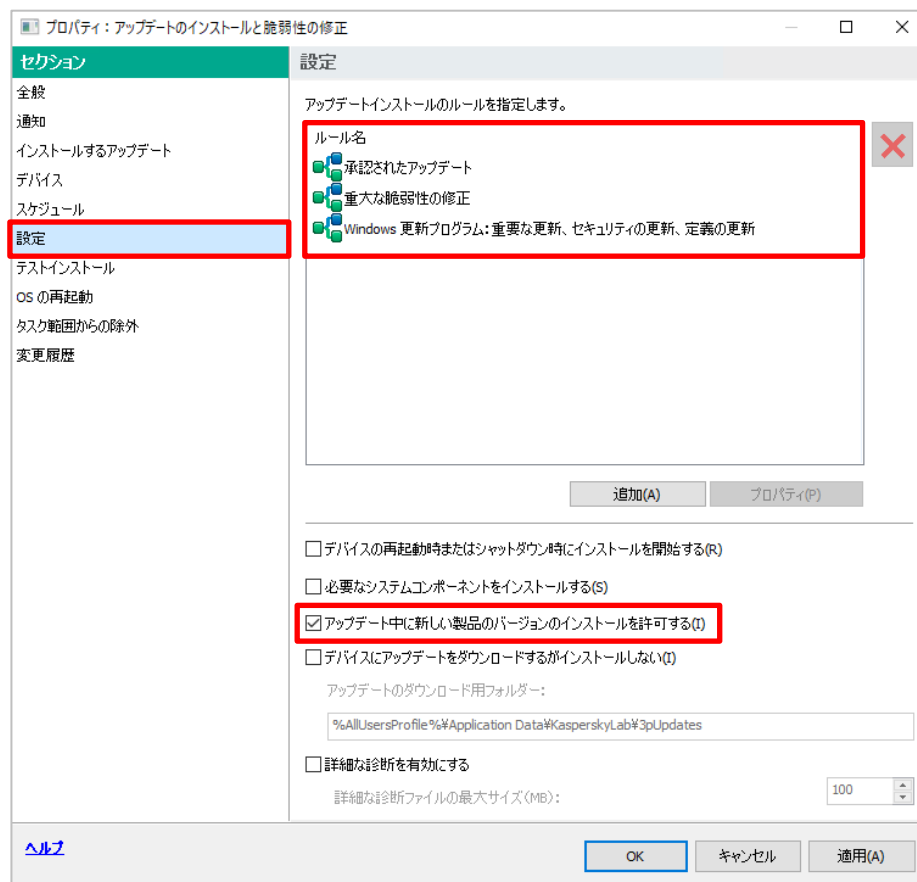 プロパティ：アップデートのインストールと脆弱性の修正
セクション
全般
通知
インストールするアップデート
デバイス
スケジュール
設定
テストインストール
OS の再起動
タスク範囲からの除外
変更履歴
設定
アップデートインストールのルールを指定します。
ルール名
承認されたアップデート
重大な脆弱性の修正
Windows 更新プログラム：重要な更新、セキュリティの更新、定義の更新
追加(A)
プロパティ(P)
デバイスの再起動時またはシャットダウン時にインストールを開始する(R)
必要なシステムコンポーネントをインストールする(S)
アップデート中に新しい製品のバージョンのインストールを許可する(I)
デバイスにアップデートをダウンロードするがインストールしない(I)
アップデートのダウンロード用フォルダー：
%AllUsersProfile%¥Application Data¥KasperskyLab¥3pUpdates
詳細な診断を有効にする
詳細な診断ファイルの最大サイズ(MB)：
100
ヘルプ
OK
キャンセル
適用(A)